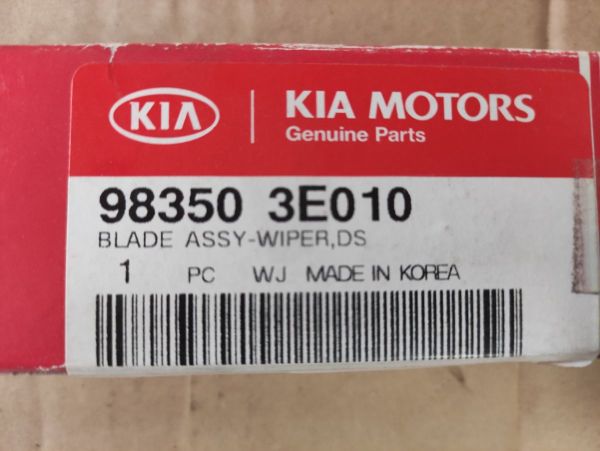 KIA
KIA MOTORS
Genuine Parts
98350 3E010
BLADE ASSY-WIPER,DS
1 PC WJ MADE IN KOREA